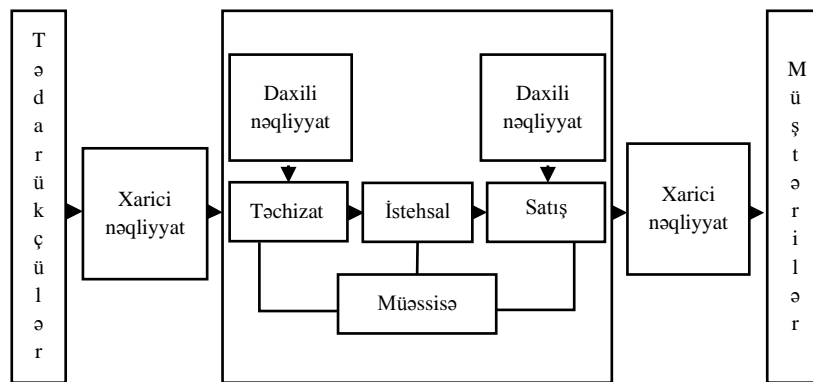 Tədarükçülər
Xarici
nəqliyyat
Daxili
nəqliyyat
Daxili
nəqliyyat
Təchizat
İstehsal
Satış
Müəssisə
Xarici
nəqliyyat
Müştərilər